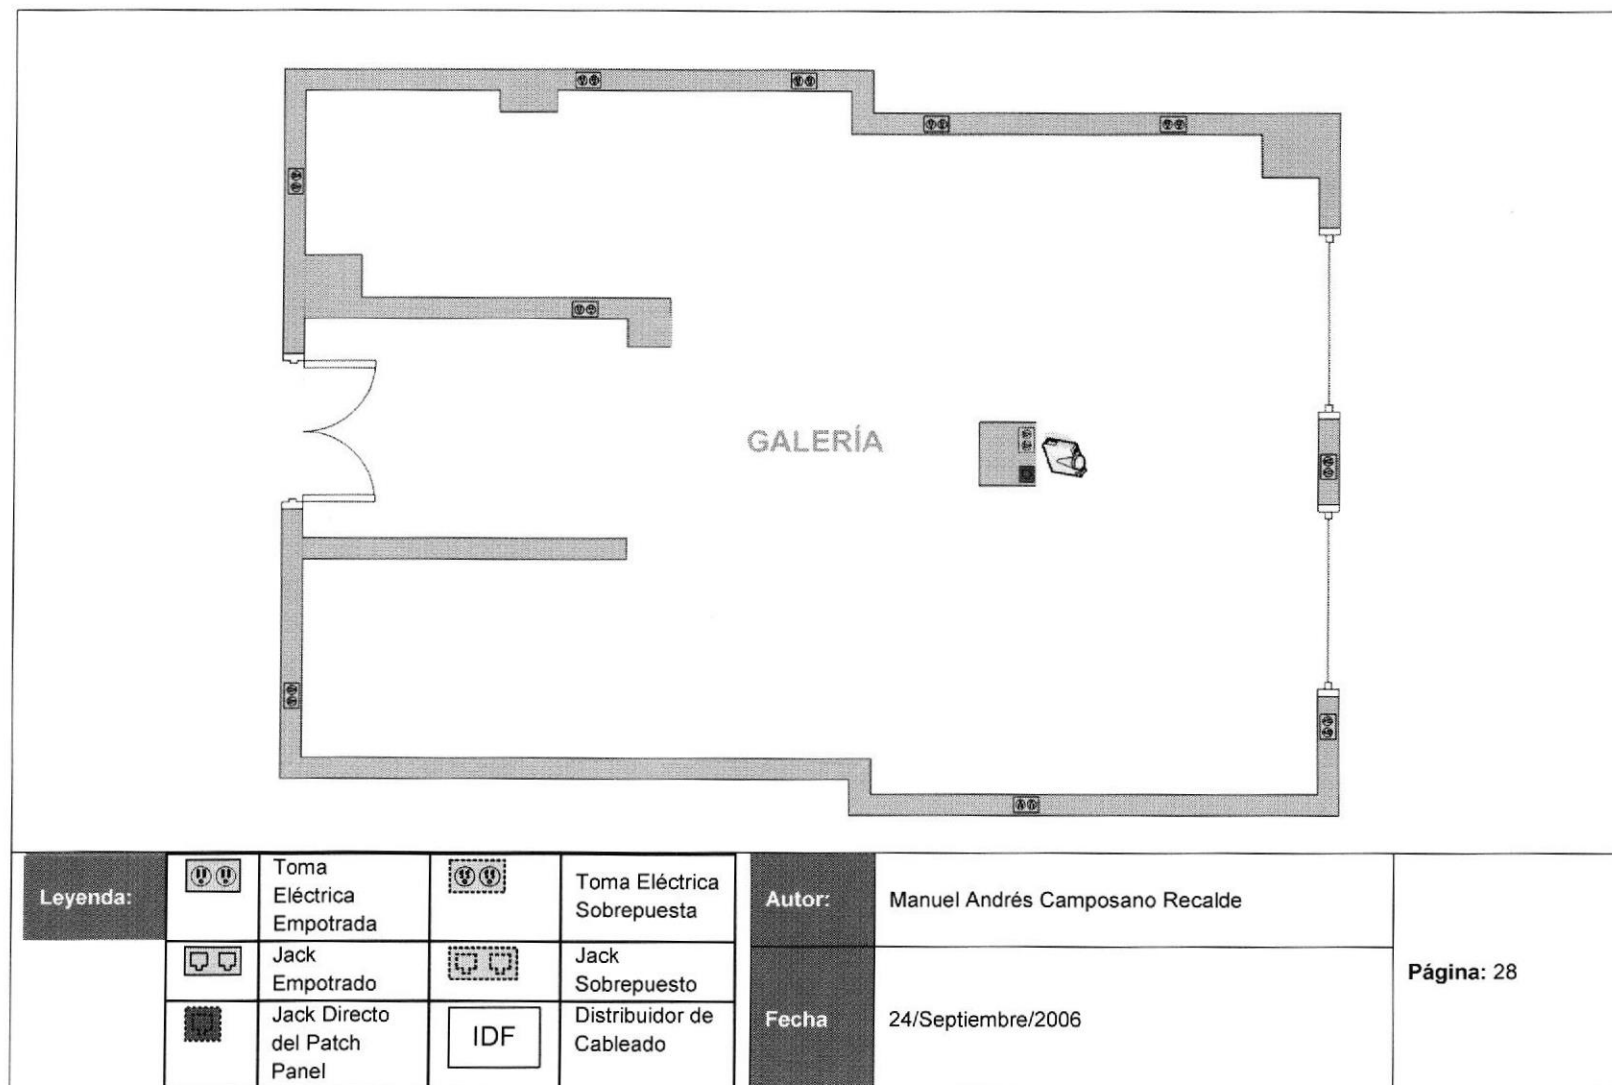 GALERÍA
Leyenda:
Toma
Eléctrica
Empotrada
Toma Eléctrica
Sobrepuesta
Jack
Empotrado
Jack
Sobrepuesto
Jack Directo
del Patch
Panel
IDF
Distribuidor de
Cableado
Autor:
Manuel Andrés Camposano Recalde
Fecha
24/Septiembre/2006
Página: 28